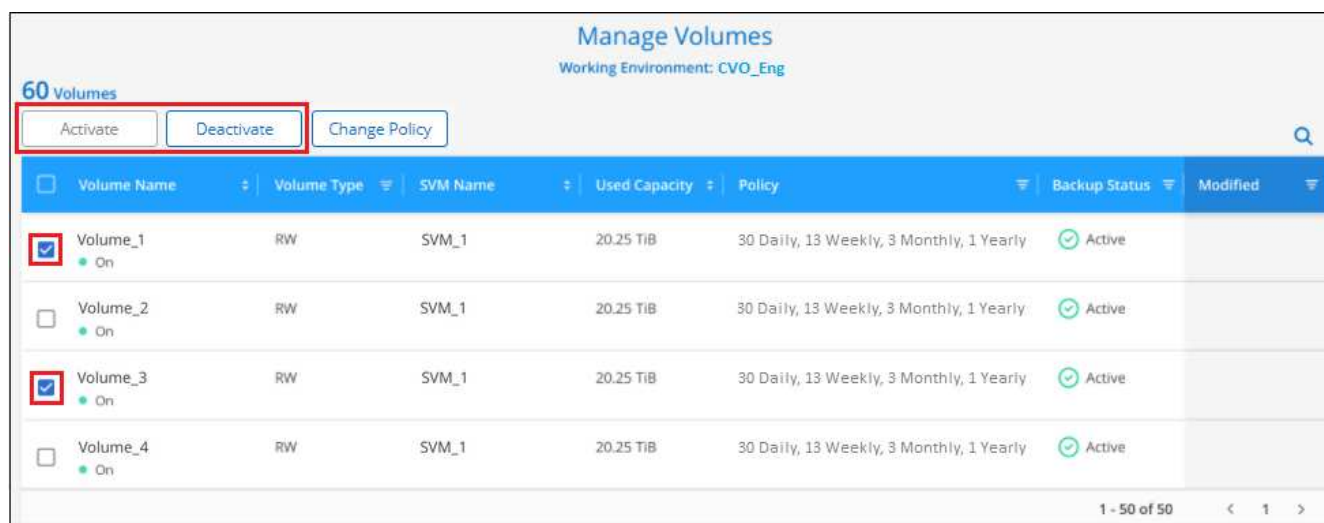 Manage Volumes
Working Environment: CVO_Eng
60 Volumes
Activate Deactivate Change Policy
Volume Name Volume Type SVM Name Used Capacity Policy Backup Status Modified
Volume_1 RW SVM_1 20.25 TiB 30 Daily, 13 Weekly, 3 Monthly, 1 Yearly Active
On
Volume_2 RW SVM_1 20.25 TiB 30 Daily, 13 Weekly, 3 Monthly, 1 Yearly Active
On
Volume_3 RW SVM_1 20.25 TiB 30 Daily, 13 Weekly, 3 Monthly, 1 Yearly Active
On
Volume_4 RW SVM_1 20.25 TiB 30 Daily, 13 Weekly, 3 Monthly, 1 Yearly Active
On
1 - 50 of 50 < 1 >